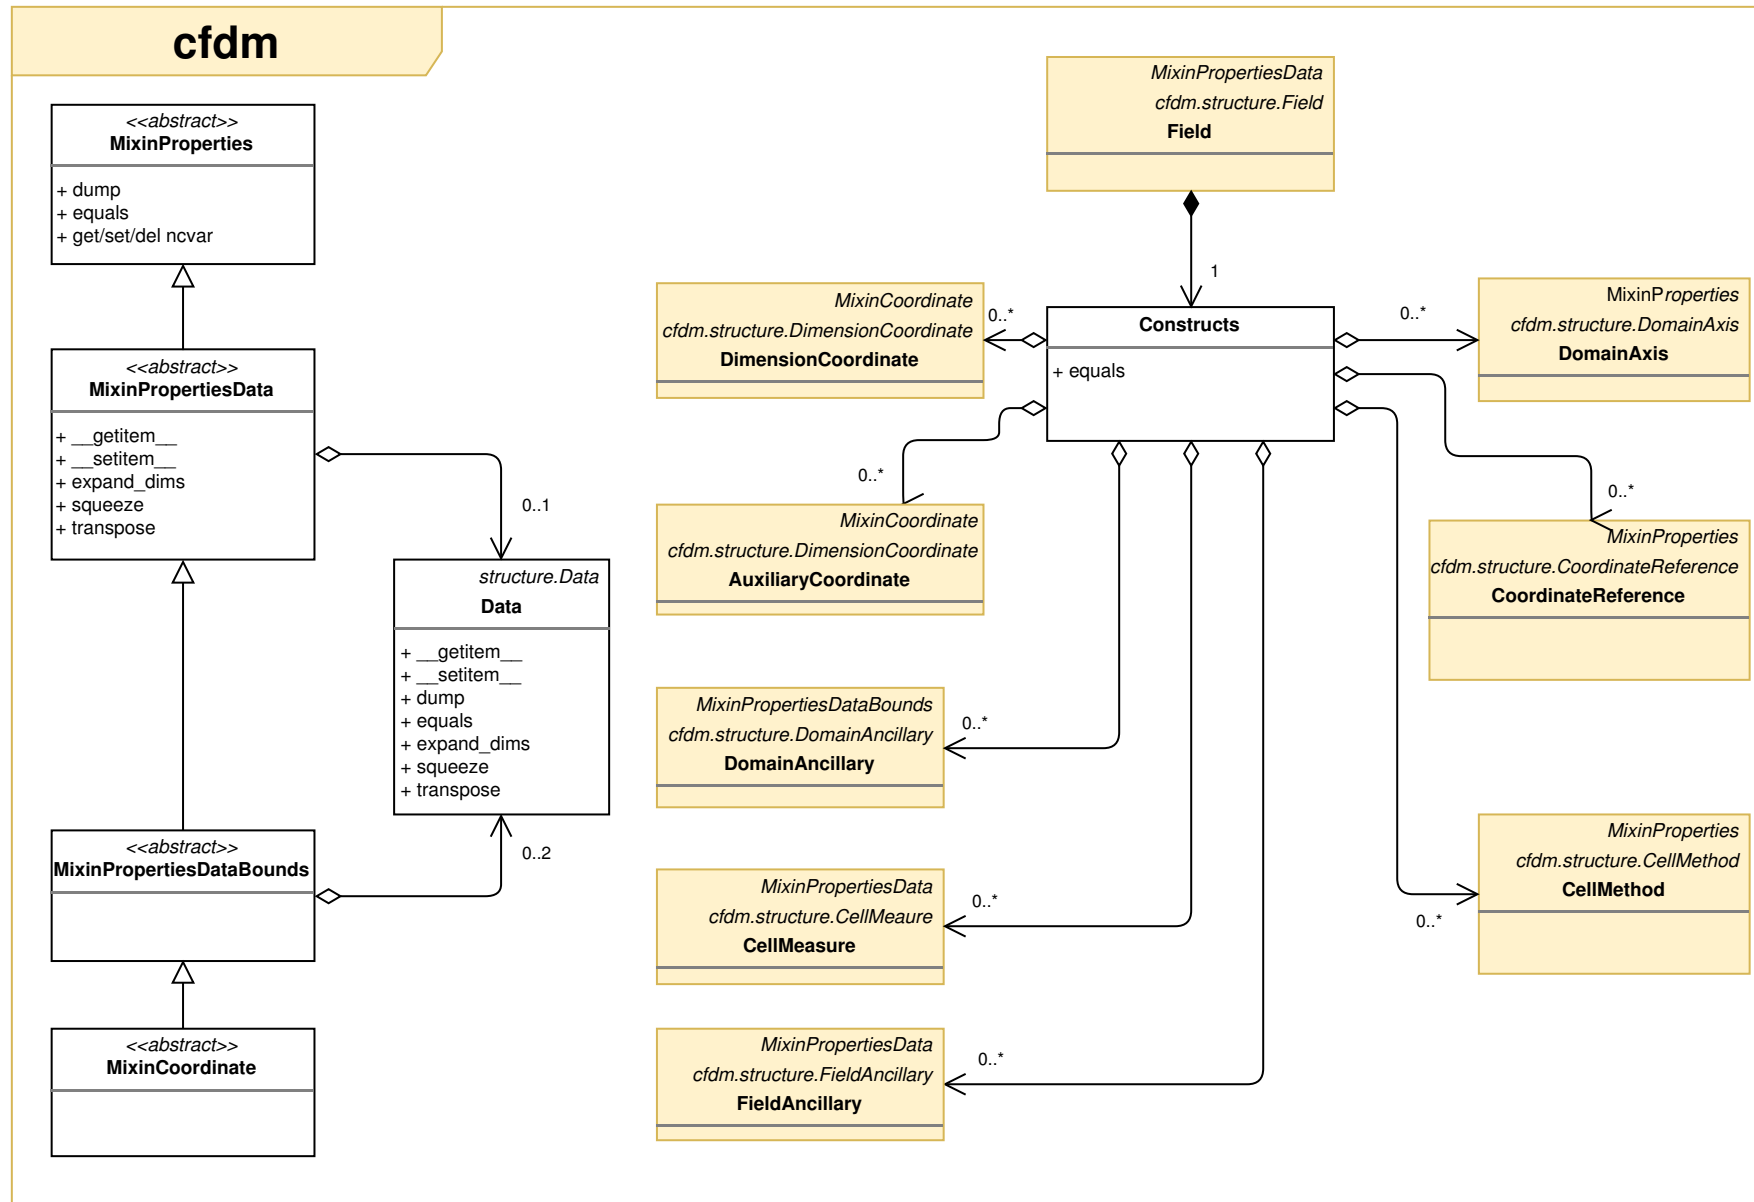 cfdm
<<abstract>>
MixinProperties
+ dump
+ equals
+ get/set/del ncvar
<<abstract>>
MixinPropertiesData
+ __getitem__
+ __setitem__
+ expand_dims
+ squeeze
+ transpose
0..1
structure.Data
Data
+ __getitem__
+ __setitem__
+ dump
+ equals
+ expand_dims
+ squeeze
+ transpose
0..2
<<abstract>>
MixinPropertiesDataBounds
<<abstract>>
MixinCoordinate
MixinPropertiesData
cfdm.structure.Field
Field
1
Constructs
+ equals
0..*
MixinCoordinate
cfdm.structure.DimensionCoordinate
DimensionCoordinate
0..*
MixinCoordinate
cfdm.structure.DimensionCoordinate
AuxiliaryCoordinate
0..*
MixinPropertiesDataBounds
cfdm.structure.DomainAncillary
DomainAncillary
0..*
MixinPropertiesData
cfdm.structure.CellMeaure
CellMeasure
0..*
MixinPropertiesData
cfdm.structure.FieldAncillary
FieldAncillary
0..*
MixinProperties
cfdm.structure.DomainAxis
DomainAxis
0..*
MixinProperties
cfdm.structure.CoordinateReference
CoordinateReference
0..*
MixinProperties
cfdm.structure.CellMethod
CellMethod
0..*